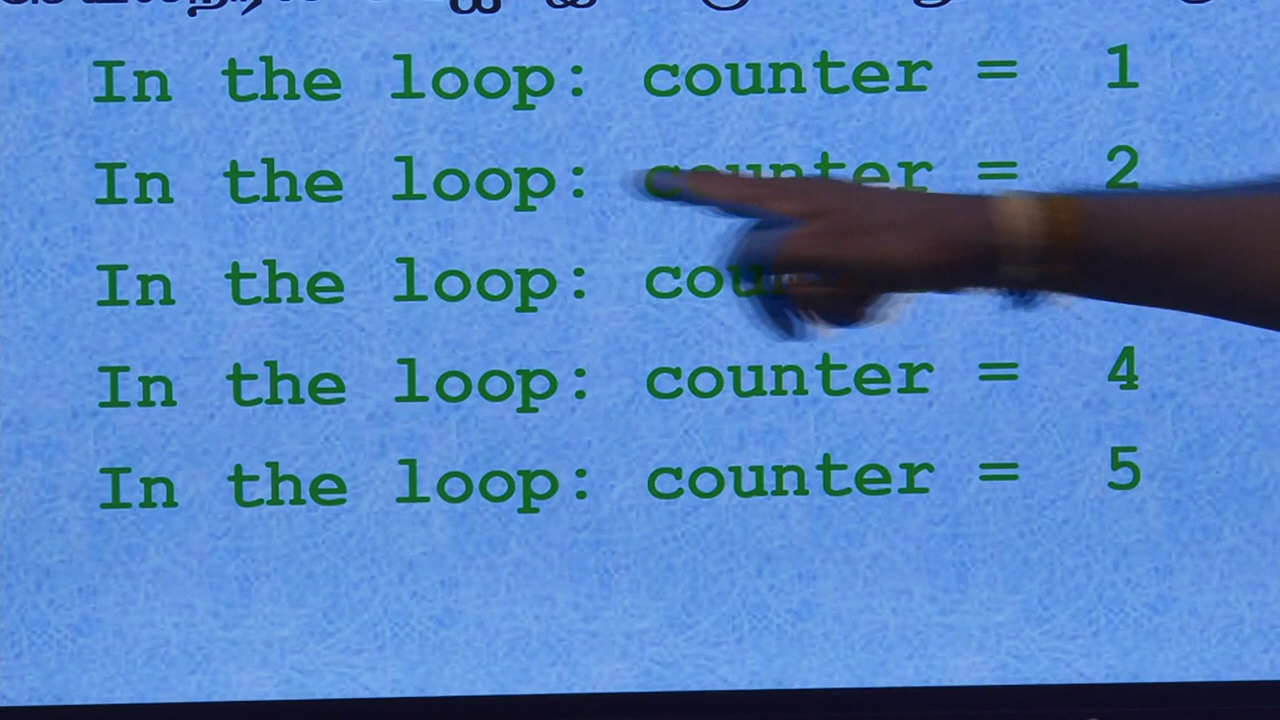 In the loop: counter = 1
In the loop: counter = 2
In the loop:
In the loop: counter = 4
In the loop: counter = 5